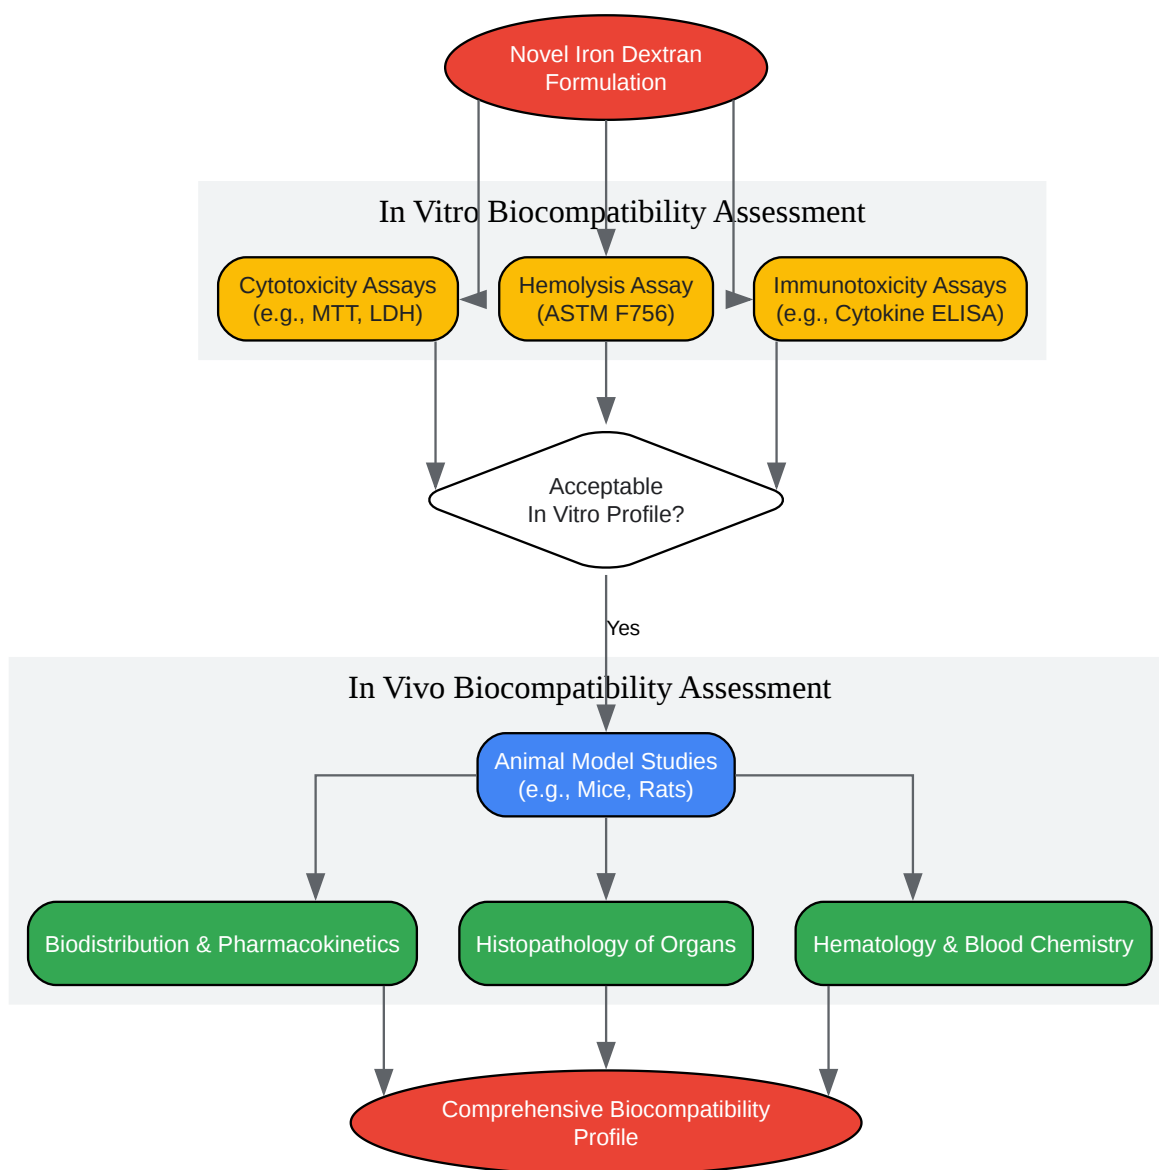 Novel Iron Dextran
Formulation
In Vitro Biocompatibility Assessment
Cytotoxicity Assays
(e.g., MTT, LDH)
Hemolysis Assay
(ASTM F756)
Immunotoxicity Assays
(e.g., Cytokine ELISA)
Acceptable
In Vitro Profile?
Yes
In Vivo Biocompatibility Assessment
Animal Model Studies
(e.g., Mice, Rats)
Biodistribution & Pharmacokinetics
Histopathology of Organs
Hematology & Blood Chemistry
Comprehensive Biocompatibility
Profile